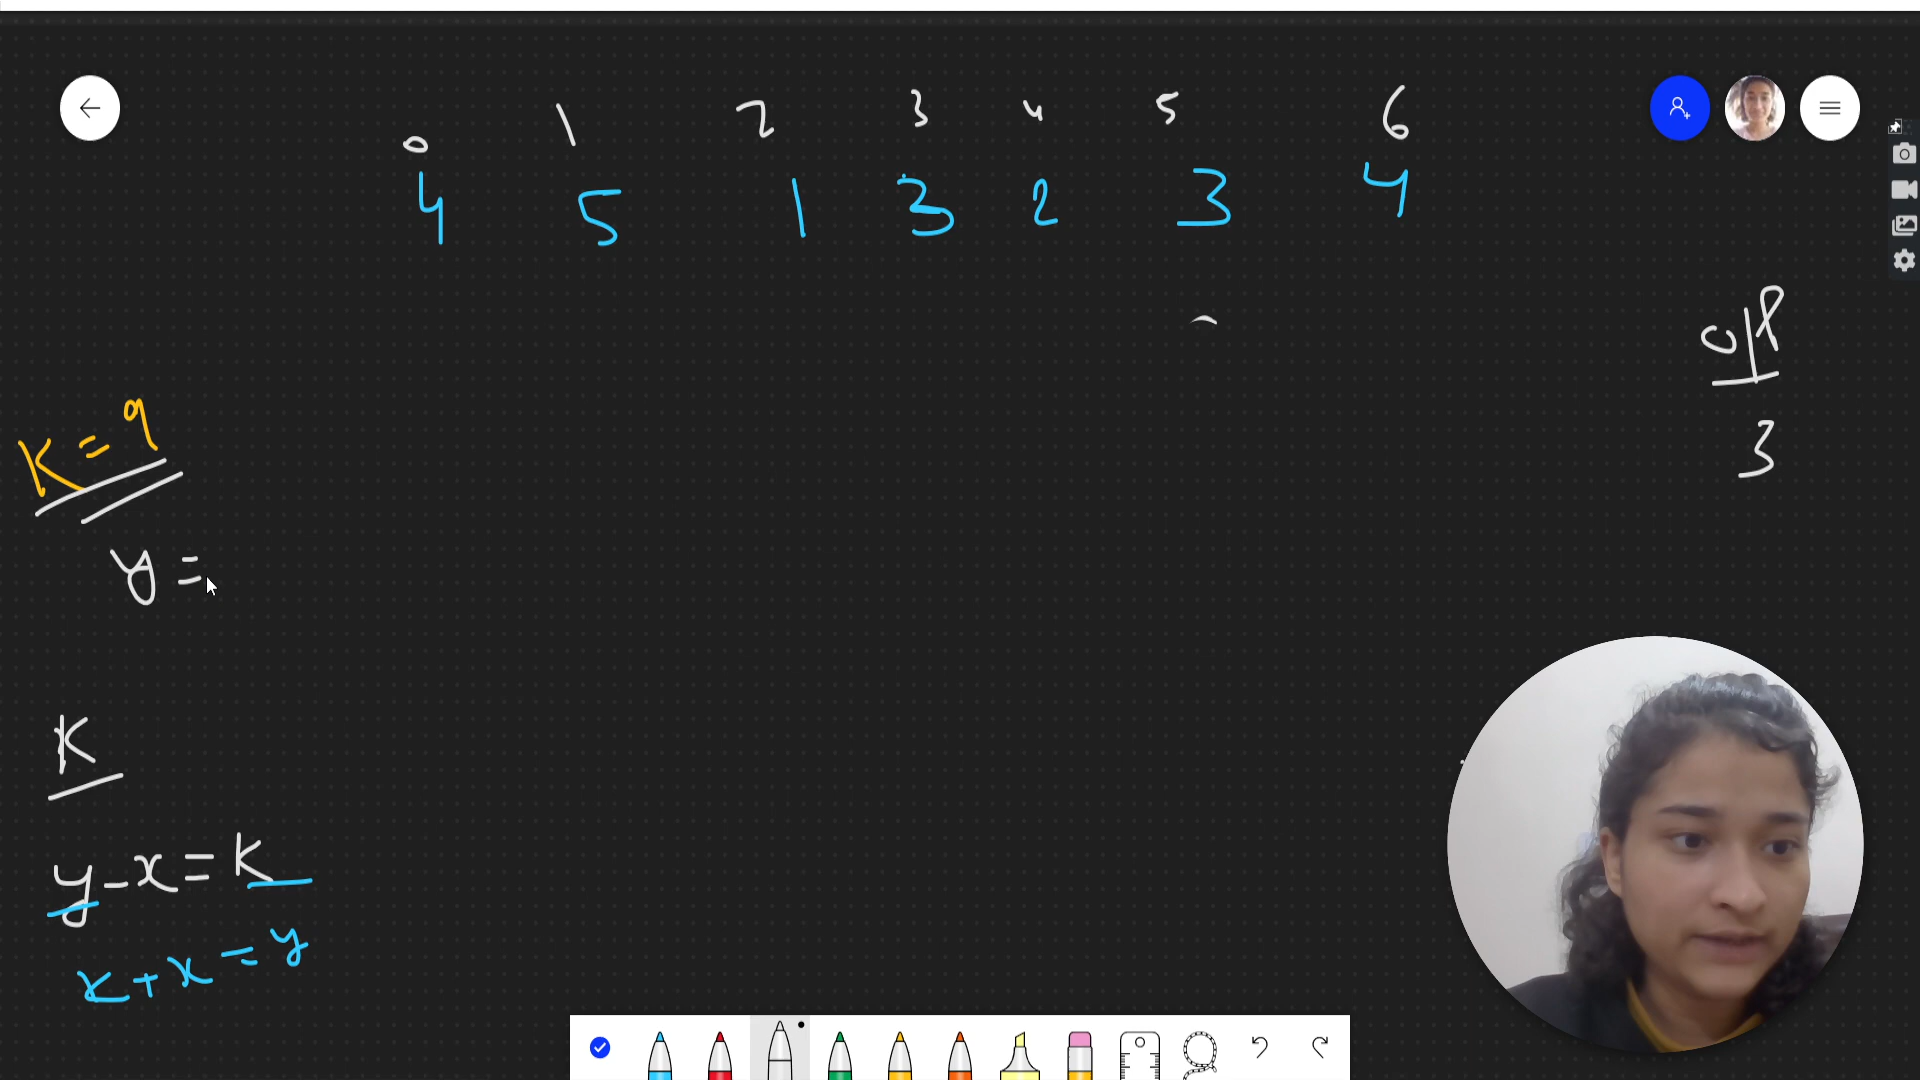 0 1 2 3 4 5 6
4 5 1 3 2 3 4
O/P
3
K = 9
y =
K
y - x = K
K + x = y